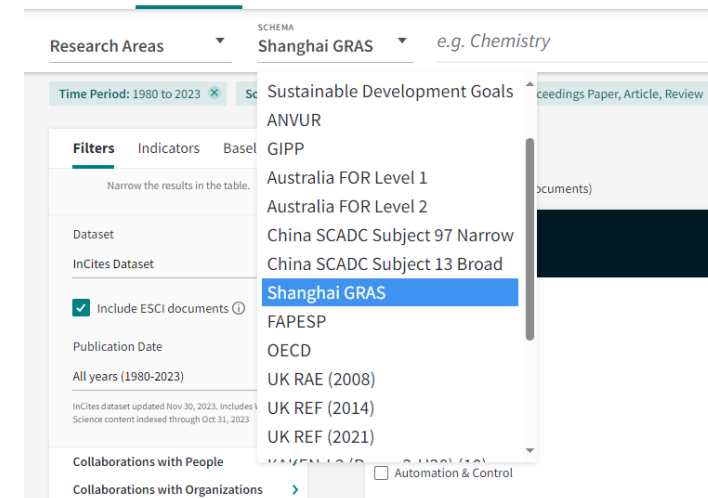 SCHEMA
Research Areas
Shanghai GRAS
e.g. Chemistry
Time Period: 1980 to 2023
Sc
ceedings Paper, Article, Review
Filters
Indicators
Basel
Narrow the results in the table.
Dataset
InCites Dataset
Include ESCI documents
Publication Date
All years (1980-2023)
InCites dataset updated Nov 30, 2023. Includes
Science content indexed through Oct 31, 2023
Collaborations with People
Collaborations with Organizations
Sustainable Development Goals
ANVUR
GIPP
Australia FOR Level 1
Australia FOR Level 2
China SCADC Subject 97 Narrow
China SCADC Subject 13 Broad
Shanghai GRAS
FAPESP
OECD
UK RAE (2008)
UK REF (2014)
UK REF (2021)
ocuments)
Automation & Control